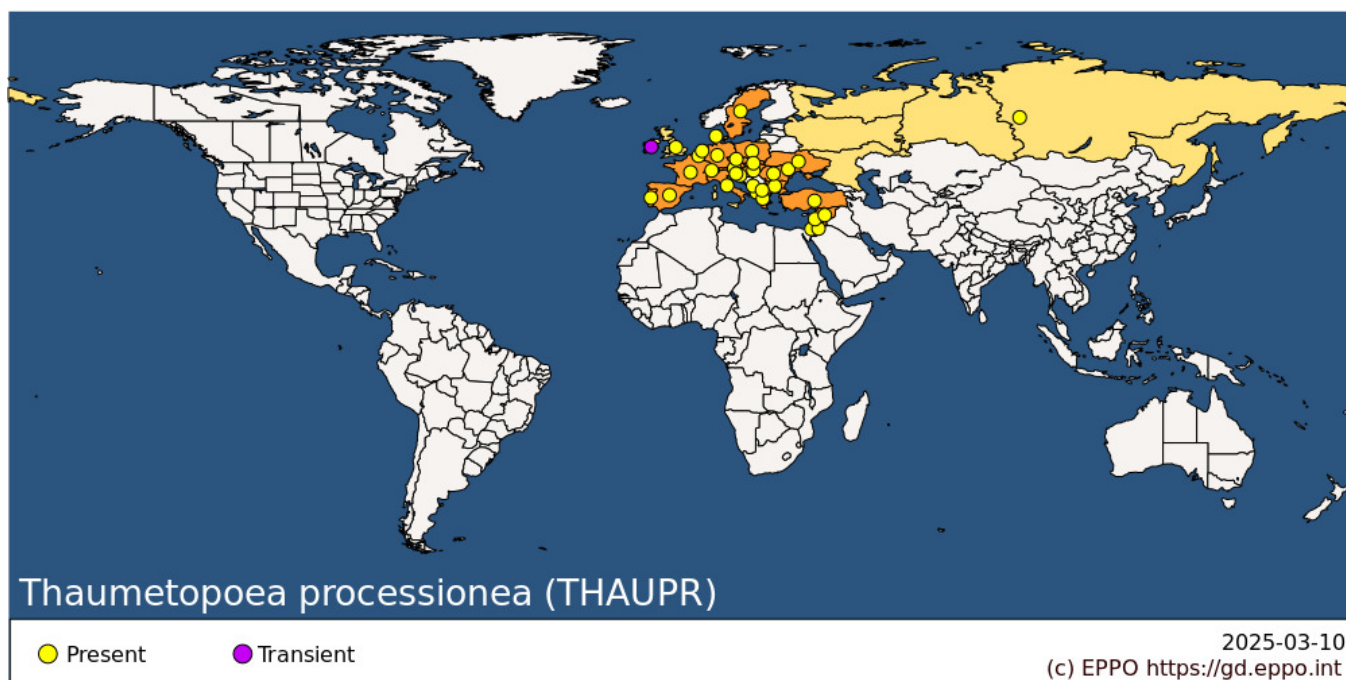 Thaumetopoea processionea (THAUPR)
Present
Transient
2025-03-10
(c) EPPO https://gd.eppo.int